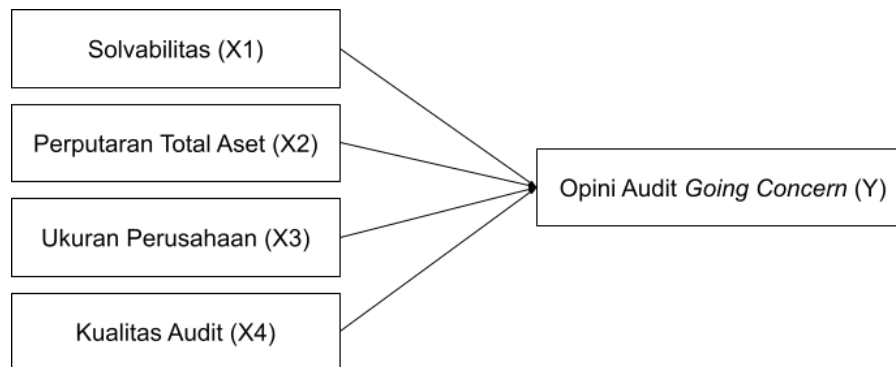 Solvabilitas (X1)
Perputaran Total Aset (X2)
Ukuran Perusahaan (X3)
Kualitas Audit (X4)
Opini Audit Going Concern (Y)